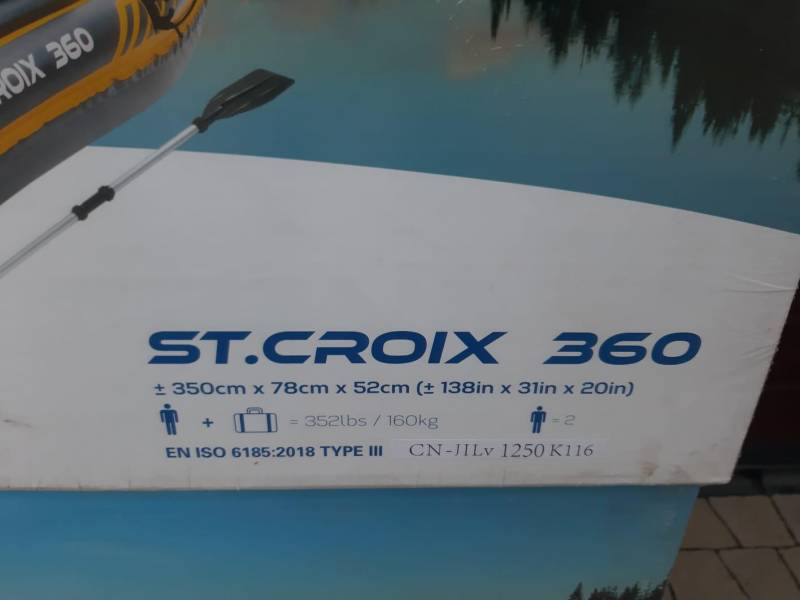 ROIX 360
ST.CROIX 360
± 350cm x 78cm x 52cm (± 138in x 31in x 20in)
+ = 352lbs / 160kg = 2
EN ISO 6185:2018 TYPE III CN-JILv 1250 K116